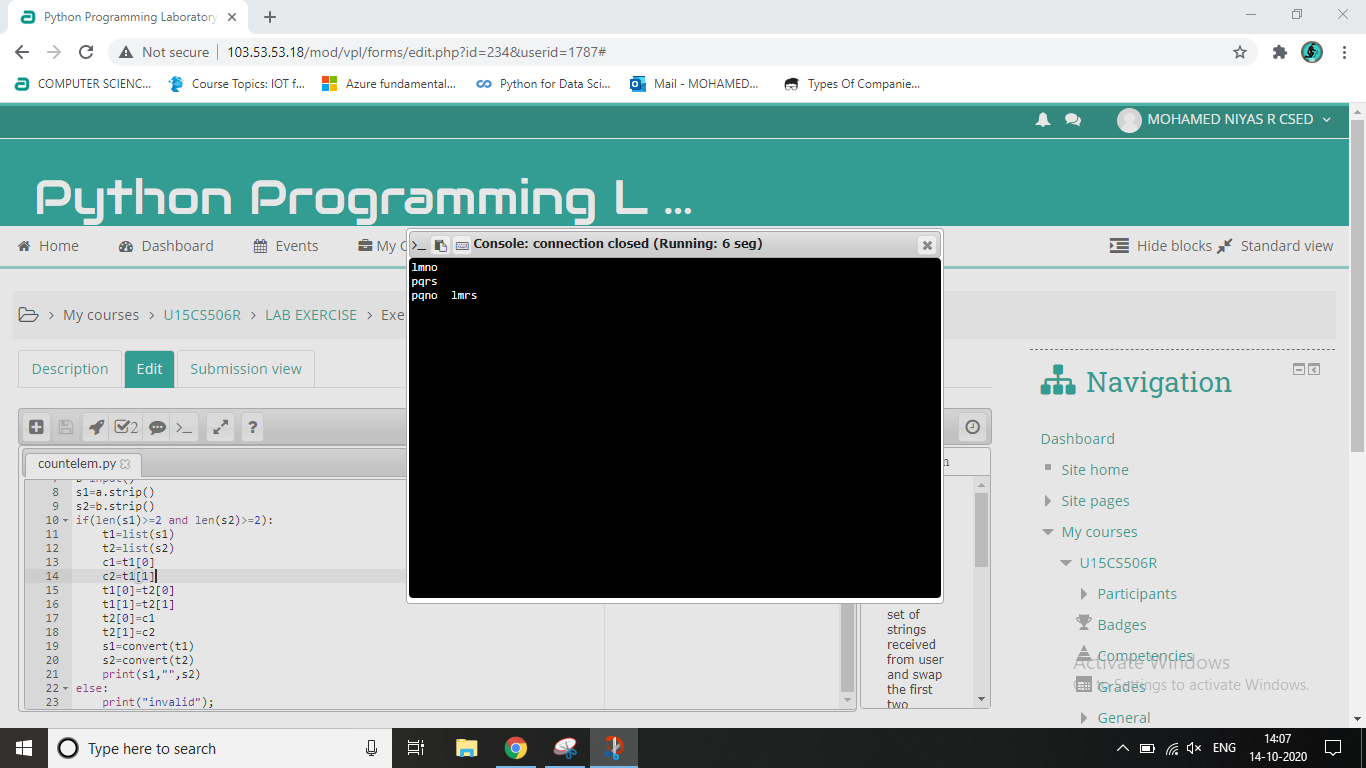 Python Programming Laboratory
Not secure
103.53.53.18/mod/vpl/forms/edit.php?id=234&userid=1787#
COMPUTER SCIENC...
Course Topics: IOT f...
Azure fundamental...
Python for Data Sci...
Mail - MOHAMED...
Types Of Companie...
MOHAMED NIYAS R CSED
Python Programming L ...
Home
Dashboard
Events
My C
Hide blocks
Standard view
Console: connection closed (Running: 6 seg)
lmno
pqrs
pqno  lmrs
My courses > U15CS506R > LAB EXERCISE > Exe
Description
Edit
Submission view
2
countelem.py
8 s1=a.strip()
9 s2=b.strip()
10 if(len(s1)>=2 and len(s2)>=2):
11 t1=list(s1)
12 t2=list(s2)
13 c1=t1[0]
14 c2=t1[1]
15 t1[0]=t2[0]
16 t1[1]=t2[1]
17 t2[0]=c1
18 t2[1]=c2
19 s1=convert(t1)
20 s2=convert(t2)
21 print(s1,"",s2)
22 else:
23 print("invalid");
set of
strings
received
from user
and swap
the first
two
Navigation
Dashboard
Site home
Site pages
My courses
U15CS506R
Participants
Badges
Competencies
Grades
General
Activate Windows
Go to Settings to activate Windows.
Type here to search
ENG
14:07
14-10-2020